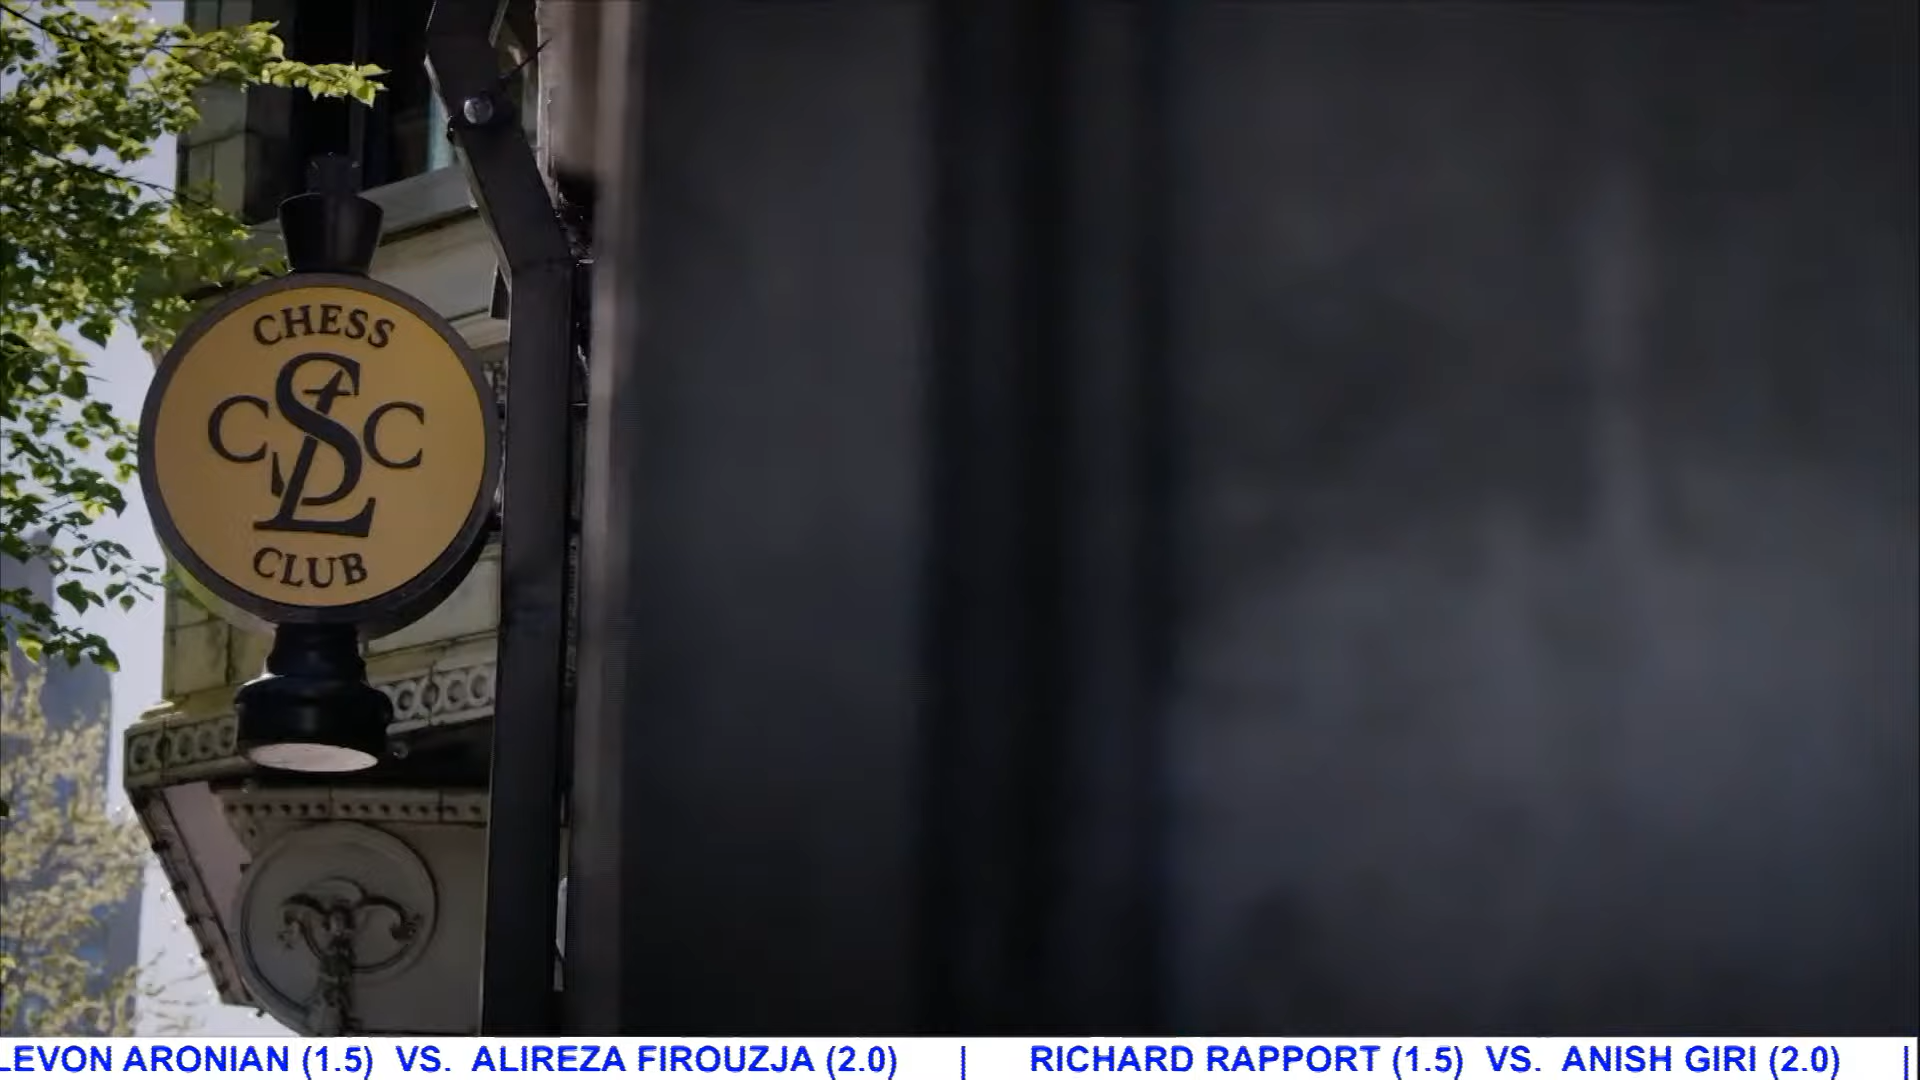 CHESS
C St L C
CLUB
LEVON ARONIAN (1.5) VS. ALIREZA FIROUZJA (2.0) | RICHARD RAPPORT (1.5) VS. ANISH GIRI (2.0) |